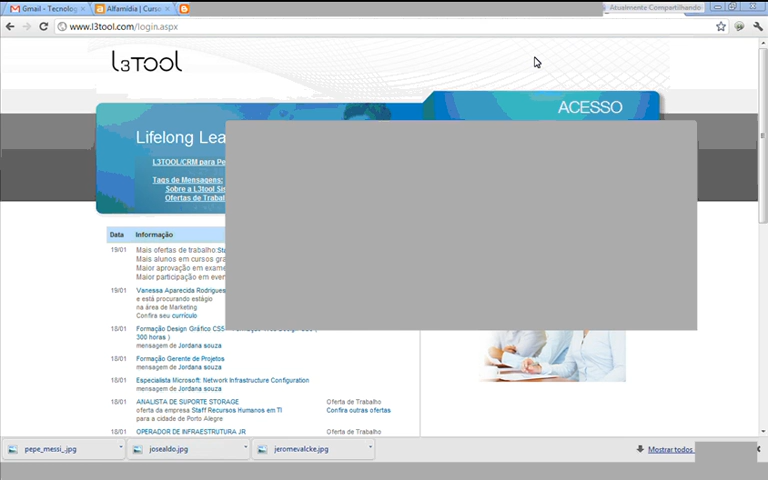 Gmail - Tecnolog
Alfamídia | Curso
Atualmente Compartilhando
www.l3tool.com/login.aspx
L3TOOL
ACESSO
Lifelong Lea
L3TOOL/CRM para Pe
Tags de Mensagens:
Sobre a L3tool Sis
Ofertas de Trabal
Data Informação
19/01 Mais ofertas de trabalho
Mais alunos em cursos gra
Maior aprovação em exame
Maior participação em even
19/01 Vanessa Aparecida Rodrigues
e está procurando estágio
na área de Marketing
Confira seu currículo
18/01 Formação Design Gráfico CS5
300 horas )
mensagem de Jordana souza
18/01 Formação Gerente de Projetos
mensagem de Jordana souza
18/01 Especialista Microsoft: Network Infrastructure Configuration
mensagem de Jordana souza
18/01 ANALISTA DE SUPORTE STORAGE Oferta de Trabalho
oferta da empresa Staff Recursos Humanos em TI Confira outras ofertas
para a cidade de Porto Alegre
18/01 OPERADOR DE INFRAESTRUTURA JR Oferta de Trabalho
pepe_messi_.jpg josealdo.jpg jeromevalcke.jpg Mostrar todos